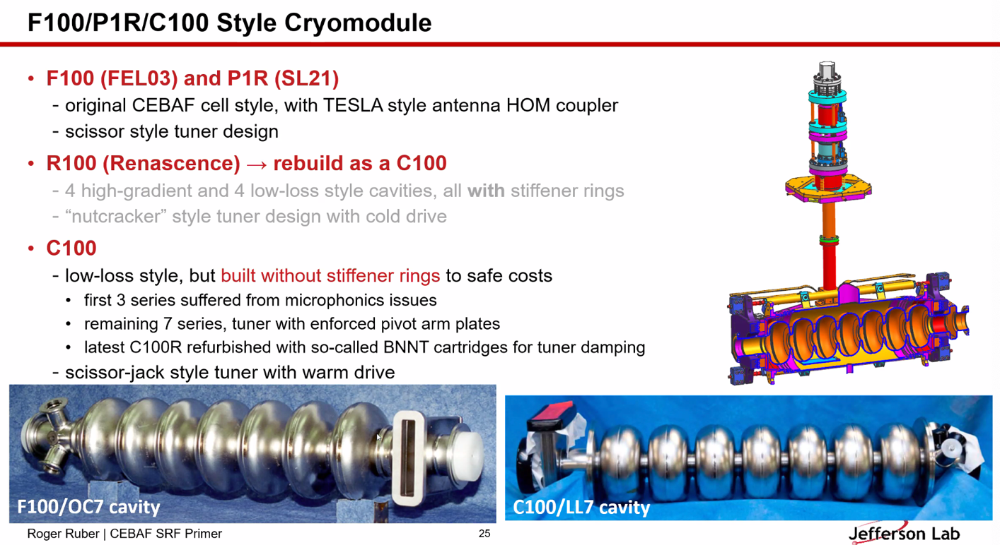 F100/P1R/C100 Style Cryomodule
• F100 (FEL03) and P1R (SL21)
- original CEBAF cell style, with TESLA style antenna HOM coupler
- scissor style tuner design
• R100 (Renascence) → rebuild as a C100
- 4 high-gradient and 4 low-loss style cavities, all with stiffener rings
- “nutcracker” style tuner design with cold drive
• C100
- low-loss style, but built without stiffener rings to safe costs
• first 3 series suffered from microphonics issues
• remaining 7 series, tuner with enforced pivot arm plates
• latest C100R refurbished with so-called BNNT cartridges for tuner damping
- scissor-jack style tuner with warm drive
F100/OC7 cavity
C100/LL7 cavity
Roger Ruber | CEBAF SRF Primer
25
Jefferson Lab